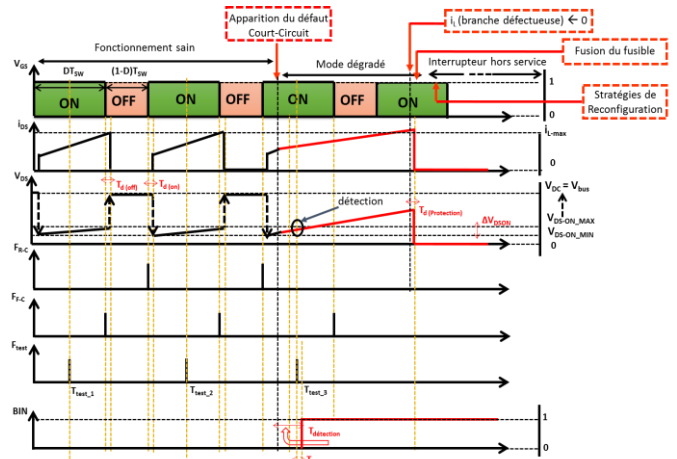 Apparition du défaut
Court-Circuit
iL (branche défectueuse) ← 0
Fusion du fusible
Fonctionnement sain
Mode dégradé
Interrupteur hors service
VGS
DTSW
(1-D)TSW
1
ON
OFF
ON
OFF
ON
OFF
ON
0
Stratégies de
Reconfiguration
iDS
iL-max
0
Td (off)
Td (on)
VDS
détection
Td (Protection)
VDC = Vbus
ΔVDSON
VDS-ON_MAX
VDS-ON_MIN
0
FR-C
FF-C
Ftest
Ttest_1
Ttest_2
Ttest_3
BIN
1
Tdétection
0